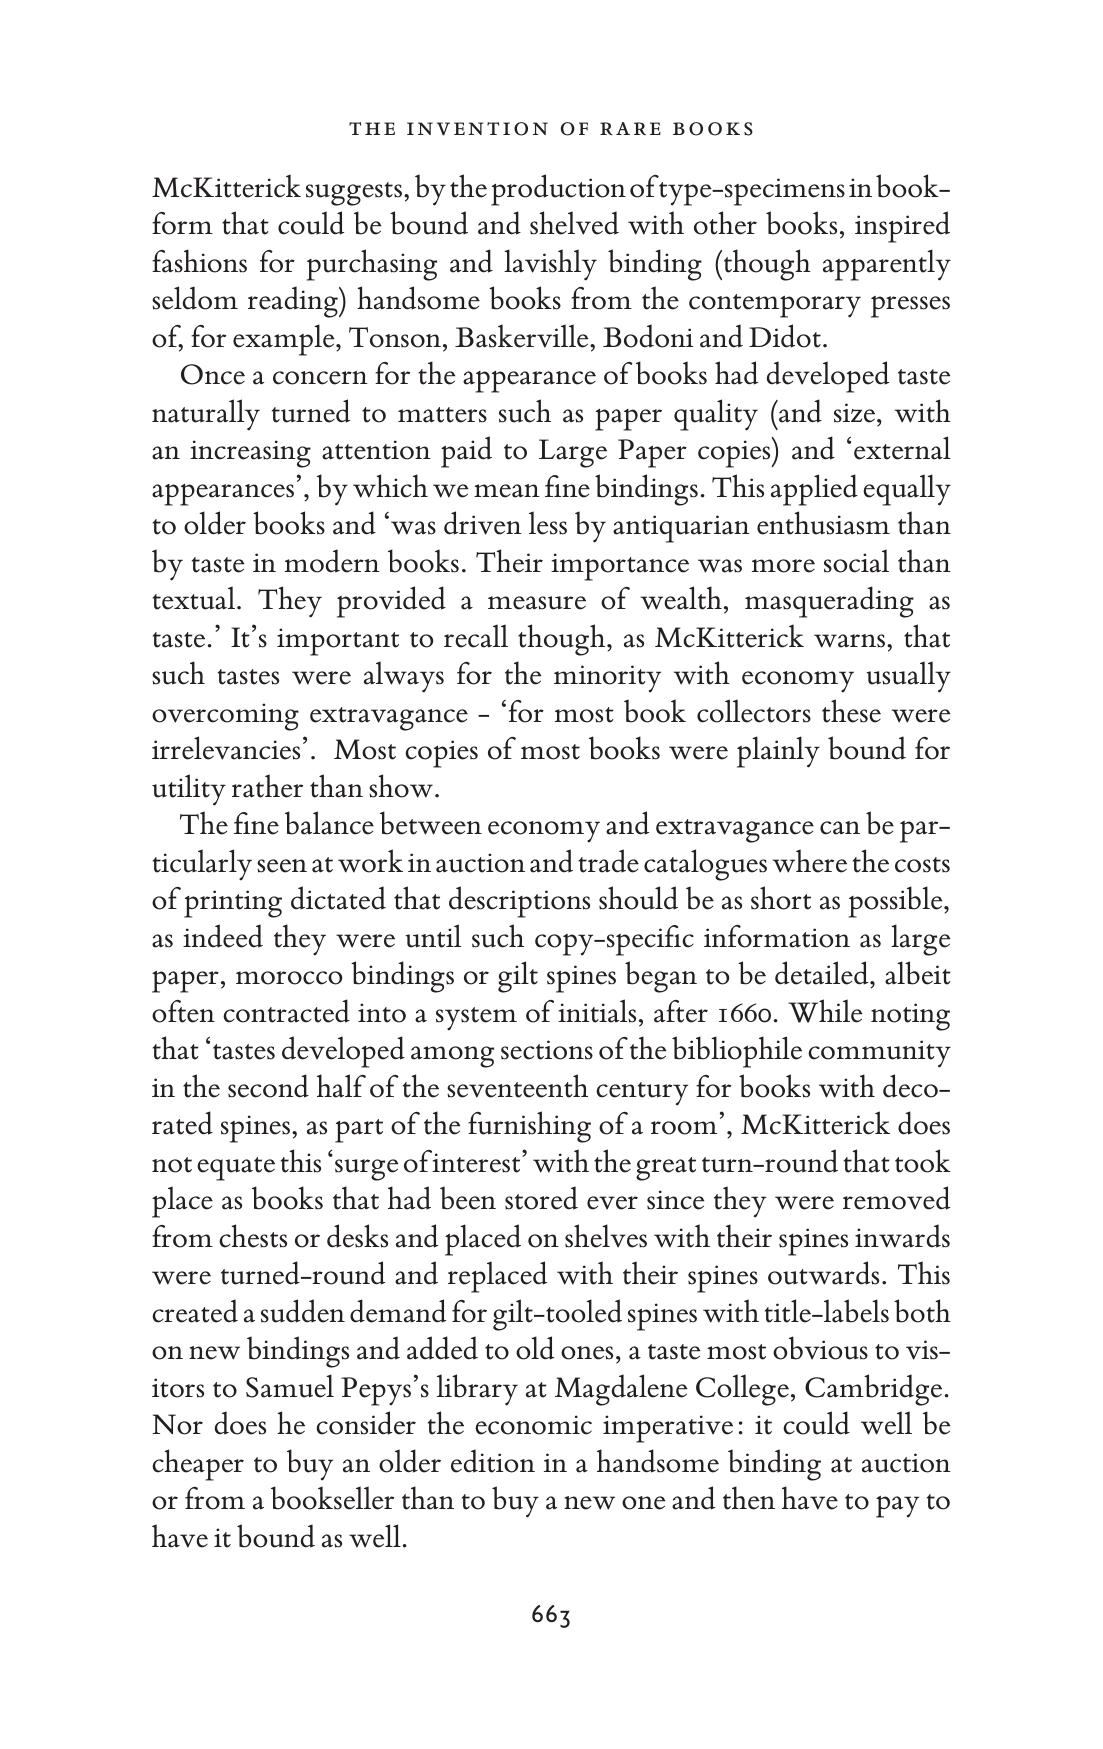 THE INVENTION OF RARE BOOKS
McKitterick suggests, by the production of type-specimens in book-
form that could be bound and shelved with other books, inspired
fashions for purchasing and lavishly binding (though apparently
seldom reading) handsome books from the contemporary presses
of, for example, Tonson, Baskerville, Bodoni and Didot.
Once a concern for the appearance of books had developed taste
naturally turned to matters such as paper quality (and size, with
an increasing attention paid to Large Paper copies) and ‘external
appearances’, by which we mean fine bindings. This applied equally
to older books and ‘was driven less by antiquarian enthusiasm than
by taste in modern books. Their importance was more social than
textual. They provided a measure of wealth, masquerading as
taste.’ It’s important to recall though, as McKitterick warns, that
such tastes were always for the minority with economy usually
overcoming extravagance - ‘for most book collectors these were
irrelevancies’. Most copies of most books were plainly bound for
utility rather than show.
The fine balance between economy and extravagance can be par-
ticularly seen at work in auction and trade catalogues where the costs
of printing dictated that descriptions should be as short as possible,
as indeed they were until such copy-specific information as large
paper, morocco bindings or gilt spines began to be detailed, albeit
often contracted into a system of initials, after 1660. While noting
that ‘tastes developed among sections of the bibliophile community
in the second half of the seventeenth century for books with deco-
rated spines, as part of the furnishing of a room’, McKitterick does
not equate this ‘surge of interest’ with the great turn-round that took
place as books that had been stored ever since they were removed
from chests or desks and placed on shelves with their spines inwards
were turned-round and replaced with their spines outwards. This
created a sudden demand for gilt-tooled spines with title-labels both
on new bindings and added to old ones, a taste most obvious to vis-
itors to Samuel Pepys’s library at Magdalene College, Cambridge.
Nor does he consider the economic imperative: it could well be
cheaper to buy an older edition in a handsome binding at auction
or from a bookseller than to buy a new one and then have to pay to
have it bound as well.
663